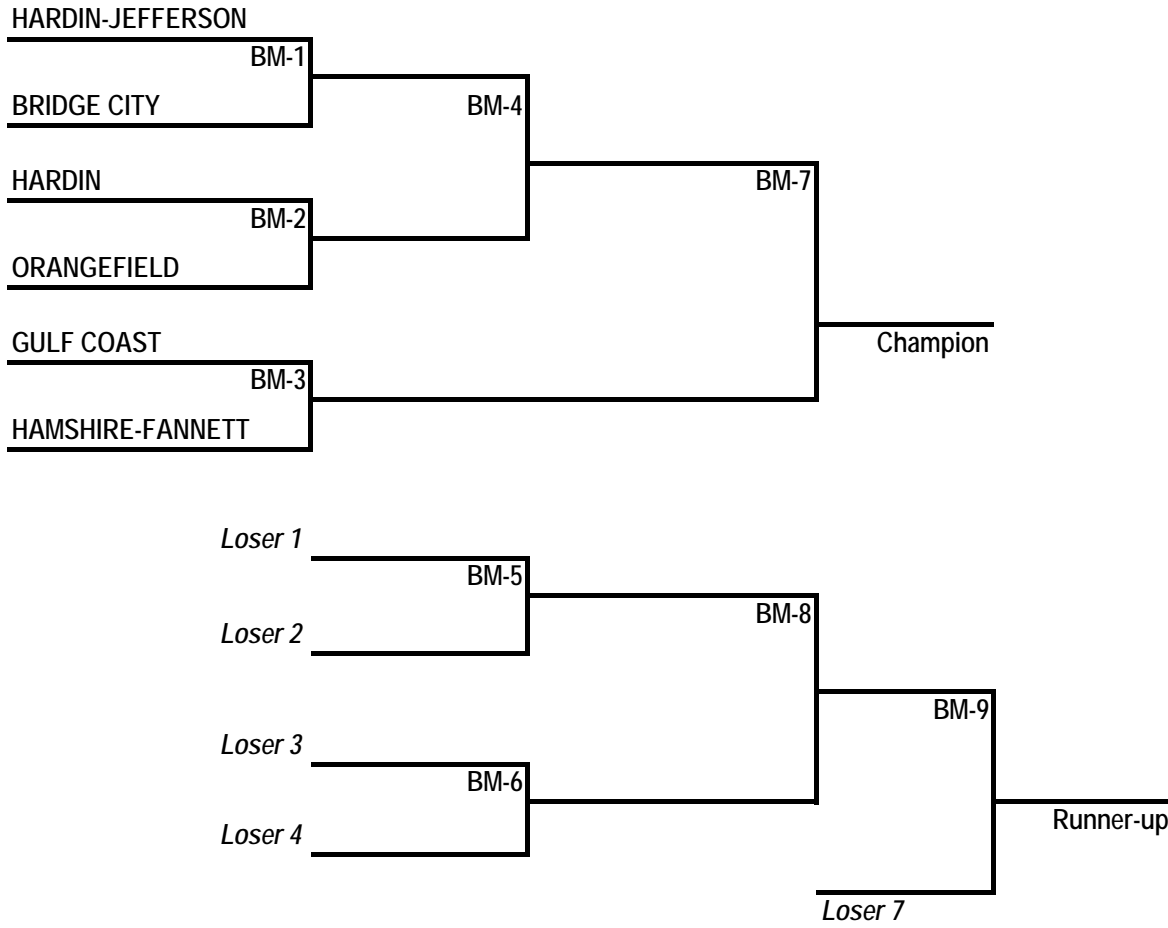 HARDIN-JEFFERSON
BM-1
BRIDGE CITY
BM-4
HARDIN
BM-7
BM-2
ORANGEFIELD
GULF COAST
Champion
BM-3
HAMSHIRE-FANNETT
Loser 1
BM-5
BM-8
Loser 2
BM-9
Loser 3
BM-6
Runner-up
Loser 4
Loser 7